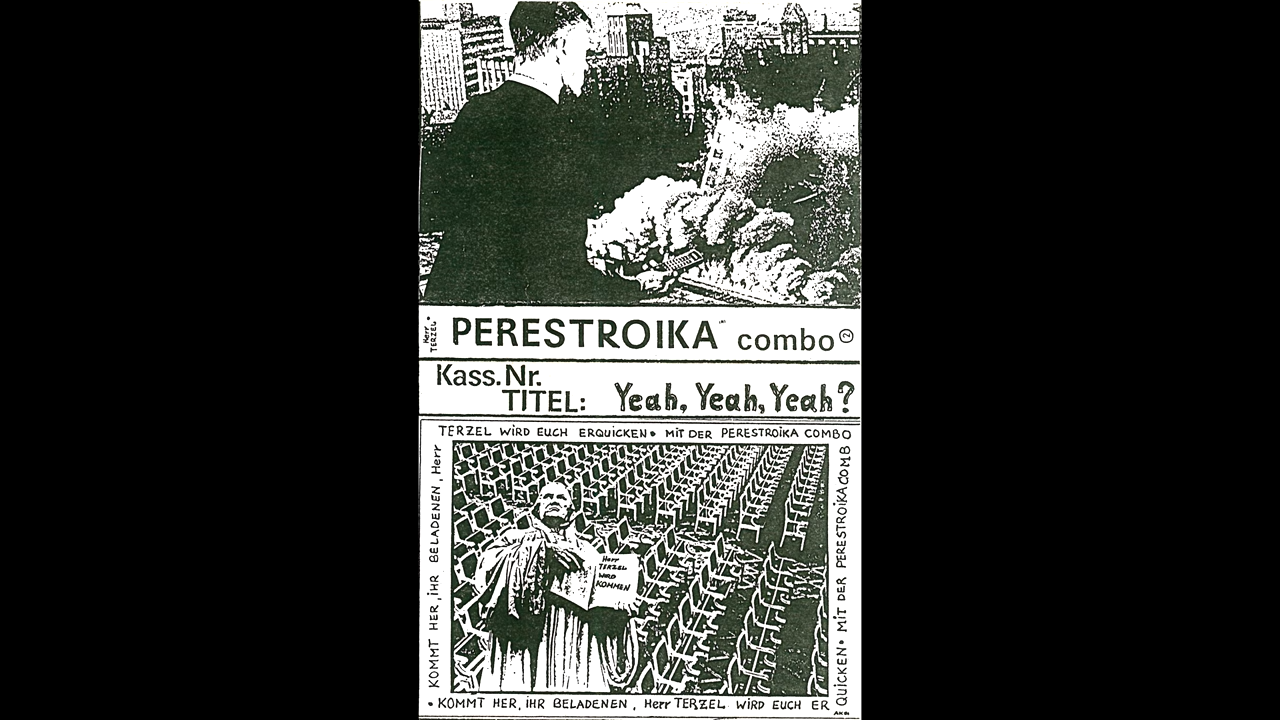 Herr
TERZEL"
PERESTROIKA combo ②
Kass. Nr.
TITEL: Yeah, Yeah, Yeah?
TERZEL WiRD EUCH ERQUICKEN • MiT DER PERESTROiKA COMBO
KOMMT HER, iHR BELADENEN, Herr
Herr
TERZEL
WiRD
KOMMEN
QUiCKEN • MiT DER PERESTROiKACOMB
• KOMMT HER, iHR BELADENEN, Herr TERZEL WiRD EUCH ER